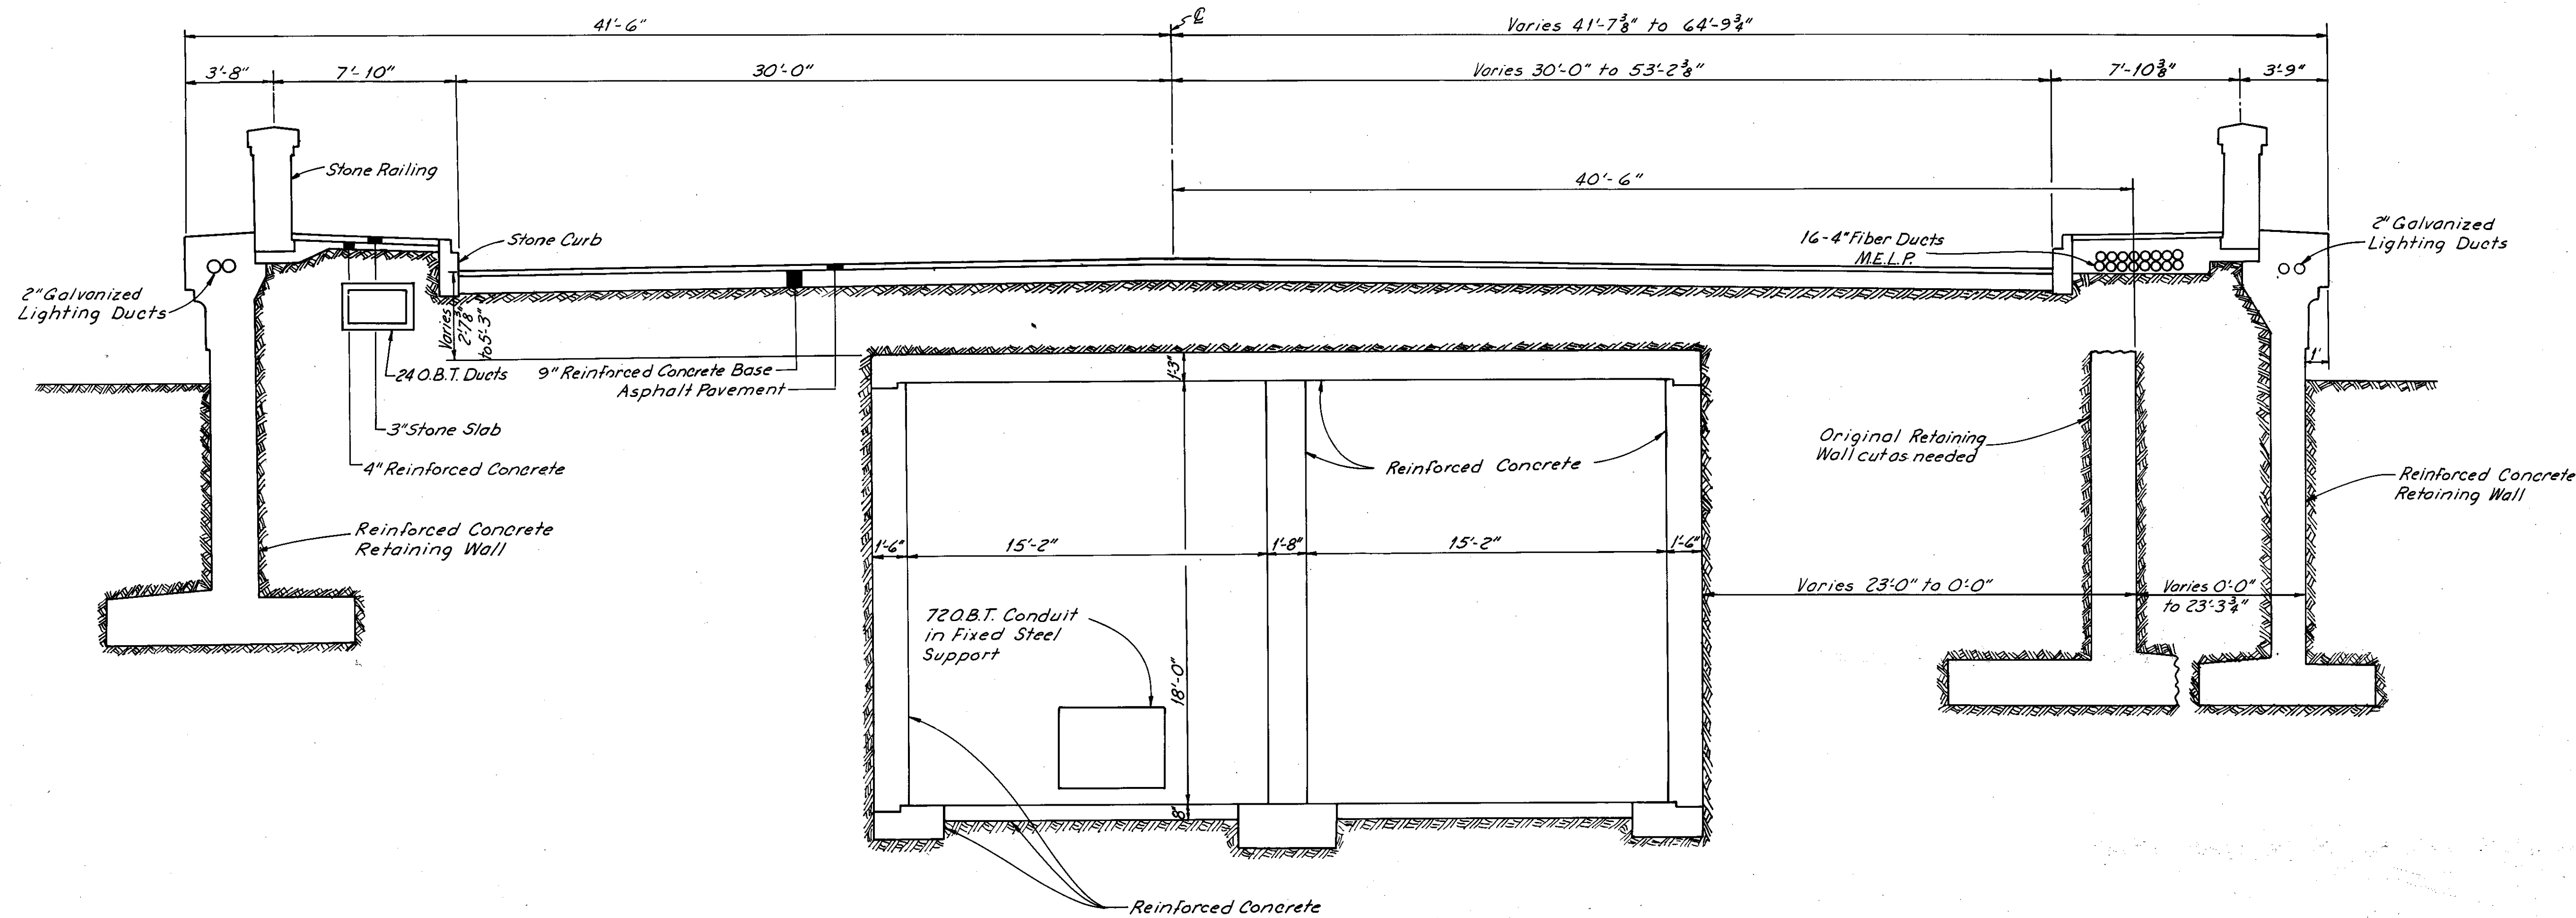 41'-6"
℄
Varies 41'-7⅜" to 64'-9¾"
3'-8"
7'-10"
30'-0"
Varies 30'-0" to 53'-2⅜"
7'-10⅜"
3'-9"
Stone Railing
40'-6"
Stone Curb
16-4" Fiber Ducts
M.E.L.P.
2" Galvanized
Lighting Ducts
2" Galvanized
Lighting Ducts
Varies
2'-7⅞"
to 5'-3"
24 O.B.T. Ducts
9" Reinforced Concrete Base
Asphalt Pavement
1'-3"
1'
3" Stone Slab
4" Reinforced Concrete
Reinforced Concrete
Original Retaining
Wall cut as needed
Reinforced Concrete
Retaining Wall
Reinforced Concrete
Retaining Wall
1'-6"
15'-2"
1'-8"
15'-2"
1'-6"
Varies 23'-0" to 0'-0"
Varies 0'-0"
to 23'-3¾"
72 O.B.T. Conduit
in Fixed Steel
Support
18'-0"
8"
Reinforced Concrete